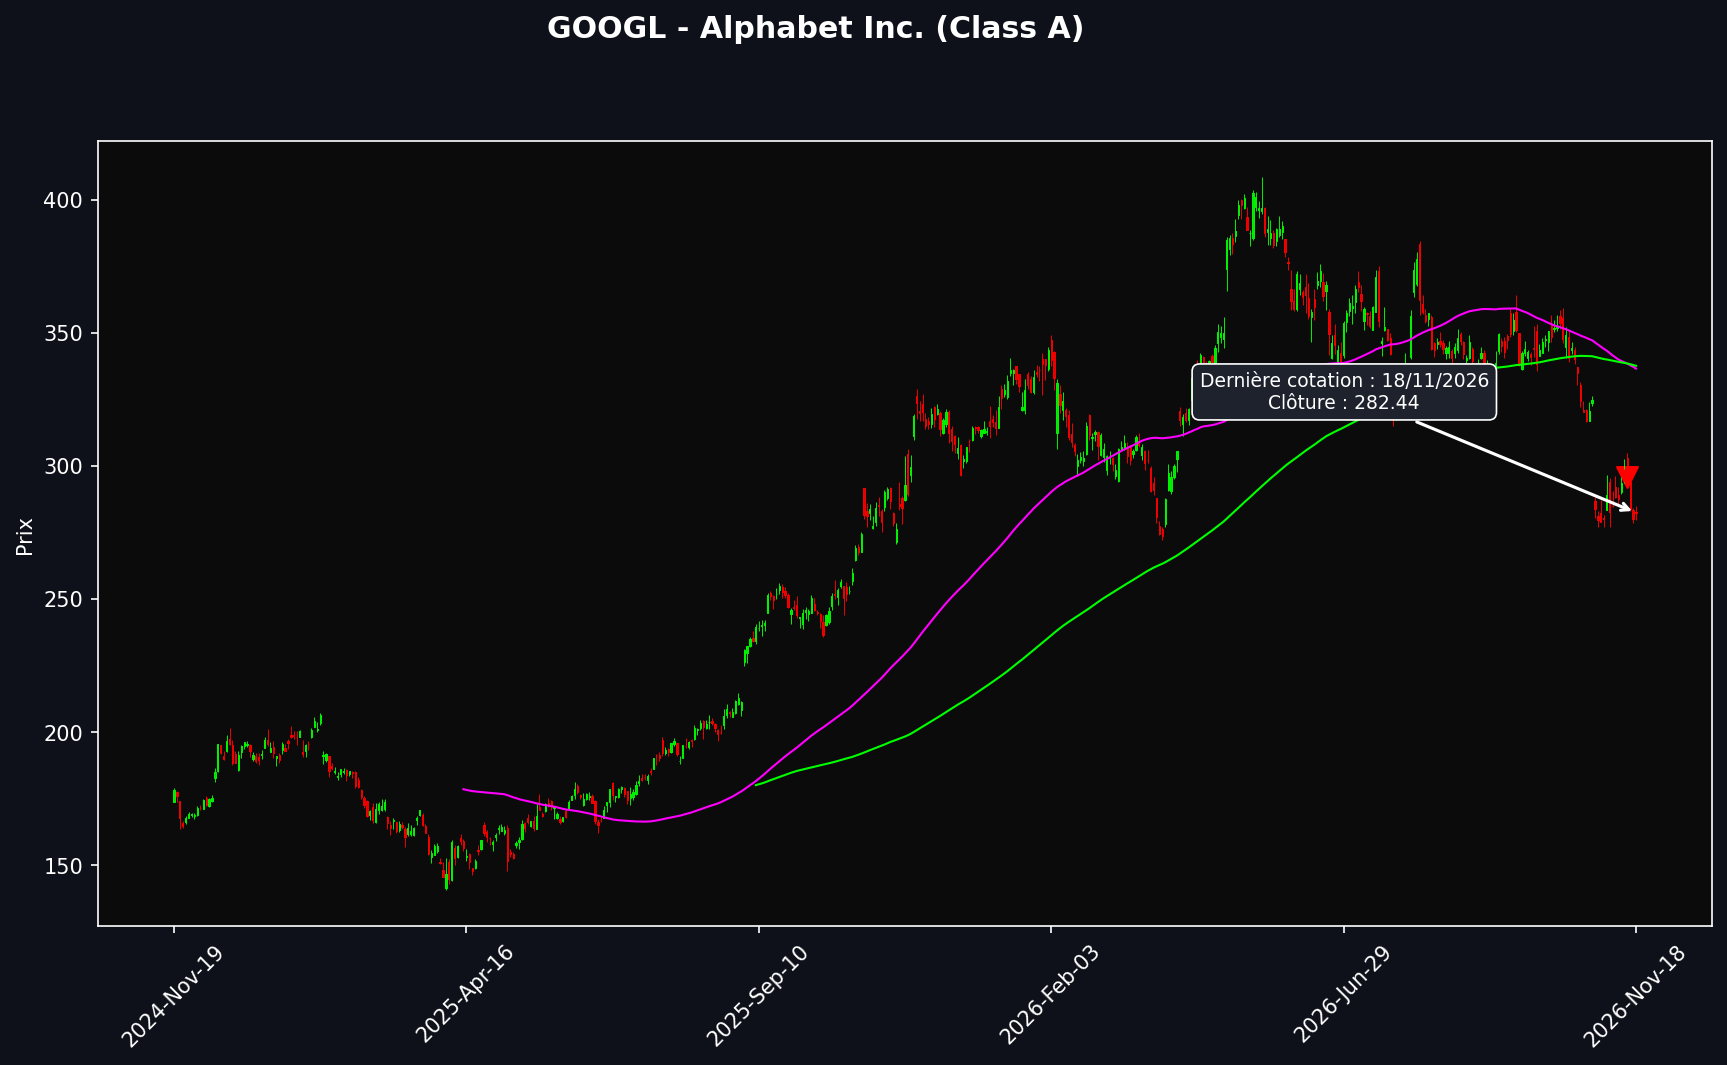 GOOGL - Alphabet Inc. (Class A)
Prix
400
350
300
250
200
150
Dernière cotation : 18/11/2026
Clôture : 282.44
2024-Nov-19
2025-Apr-16
2025-Sep-10
2026-Feb-03
2026-Jun-29
2026-Nov-18